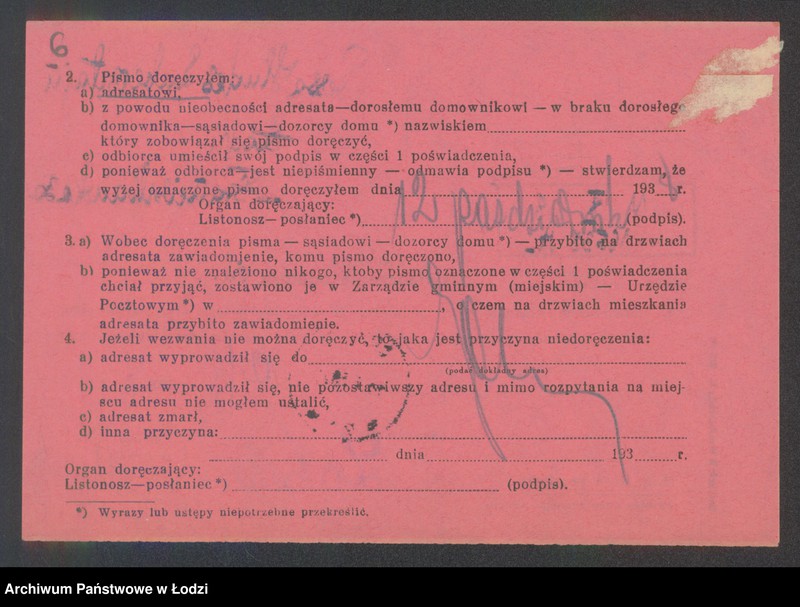 6
2. Pismo doręczyłem:
a) adresatowi,
b) z powodu nieobecności adresata—dorosłemu domownikowi — w braku dorosłego
domownika—sąsiadowi—dozorcy domu *) nazwiskiem
który zobowiązał się pismo doręczyć,
c) odbiorca umieścił swój podpis w części 1 poświadczenia,
d) ponieważ odbiorca—jest niepiśmienny — odmawia podpisu *) — stwierdzam, że
wyżej oznaczone pismo doręczyłem dnia 193 r.
Organ doręczający:
Listonosz— posłaniec *) (podpis).
3. a) Wobec doręczenia pisma — sąsiadowi — dozorcy domu *) — przybito na drzwiach
adresata zawiadomjenie, komu pismo doręczono,
b) ponieważ nie znaleziono nikogo, ktoby pismo oznaczone w części 1 poświadczenia
chciał przyjąć, zostawiono je w Zarządzie gminnym (miejskim) — Urzędzie
Pocztowym *) w , o czem na drzwiach mieszkania
adresata przybito zawiadomienie.
4. Jeżeli wezwania nie można doręczyć, to jaka jest przyczyna niedoręczenia:
a) adresat wyprowadził się do
(podać dokładny adres)
b) adresat wyprowadził się, nie pozostawiwszy adresu i mimo rozpytania na miej-
scu adresu nie mogłem ustalić,
c) adresat zmarł,
d) inna przyczyna:
dnia 193 r.
Organ doręczający:
Listonosz—posłaniec *) (podpis).
*) Wyrazy lub ustępy niepotrzebne przekreślić.
Archiwum Państwowe w Łodzi